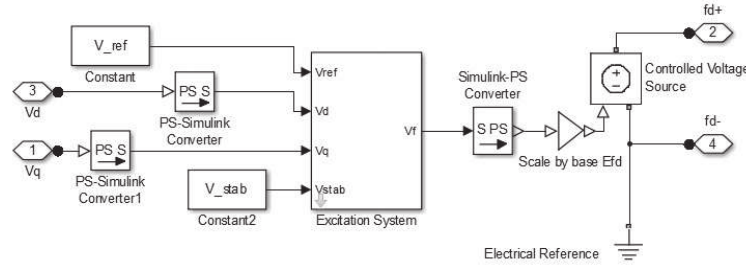 fd+
2
V_ref
Constant
Vref
Simulink-PS
Converter
Controlled Voltage
Source
3
Vd
PS S
PS-Simulink
Converter
Vd
Vf
S PS
Scale by base Efd
fd-
4
1
Vq
PS S
PS-Simulink
Converter1
Vq
V_stab
Constant2
Vstab
Excitation System
Electrical Reference